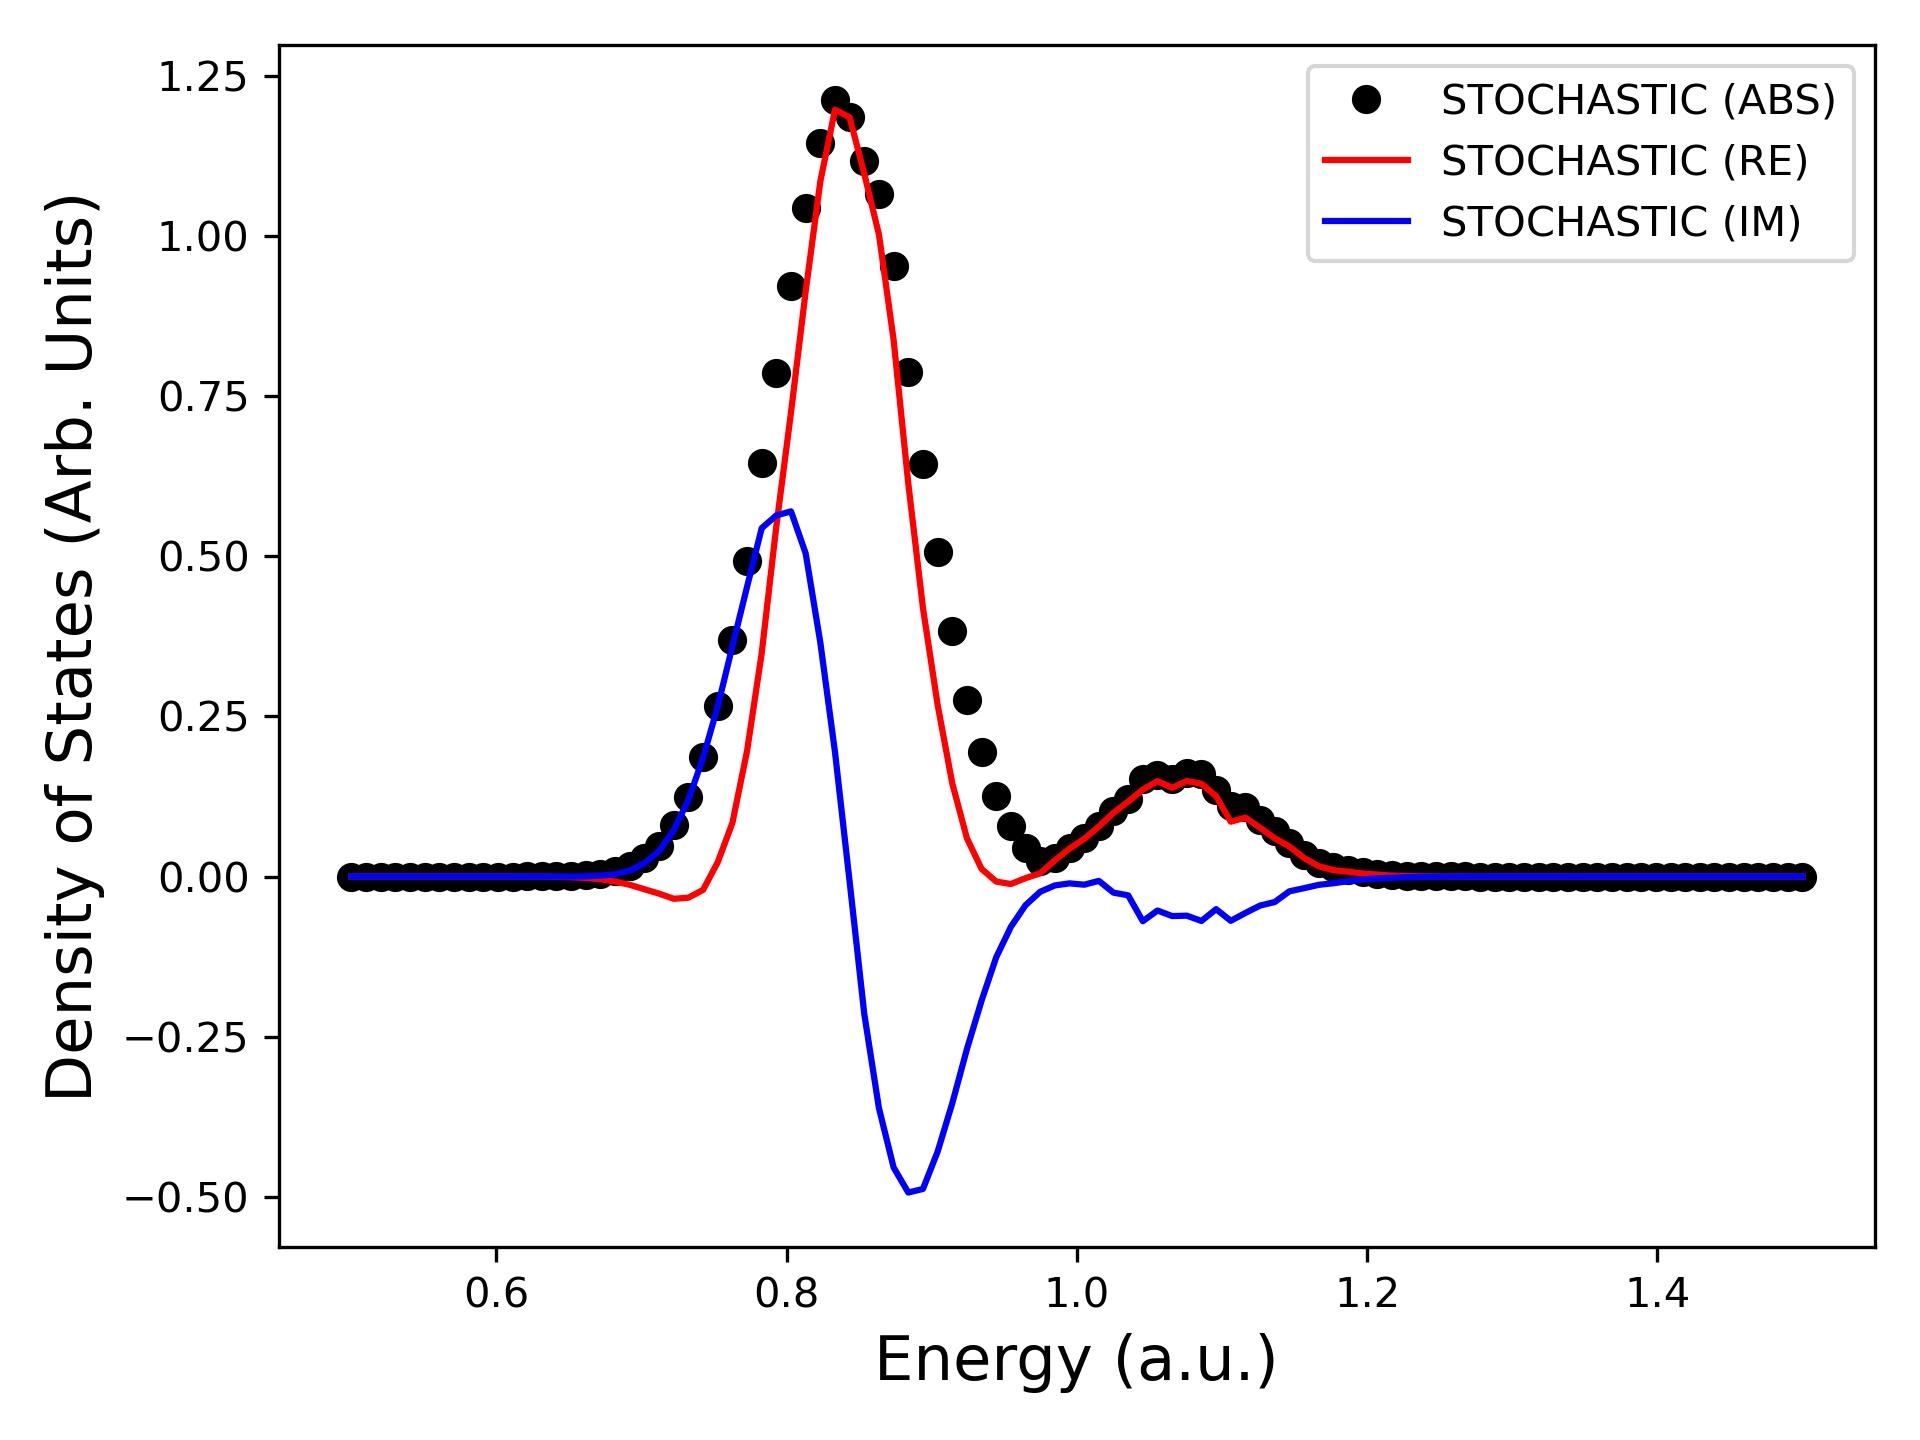 STOCHASTIC (ABS)
STOCHASTIC (RE)
STOCHASTIC (IM)
Density of States (Arb. Units)
1.25
1.00
0.75
0.50
0.25
0.00
−0.25
−0.50
0.6 0.8 1.0 1.2 1.4
Energy (a.u.)